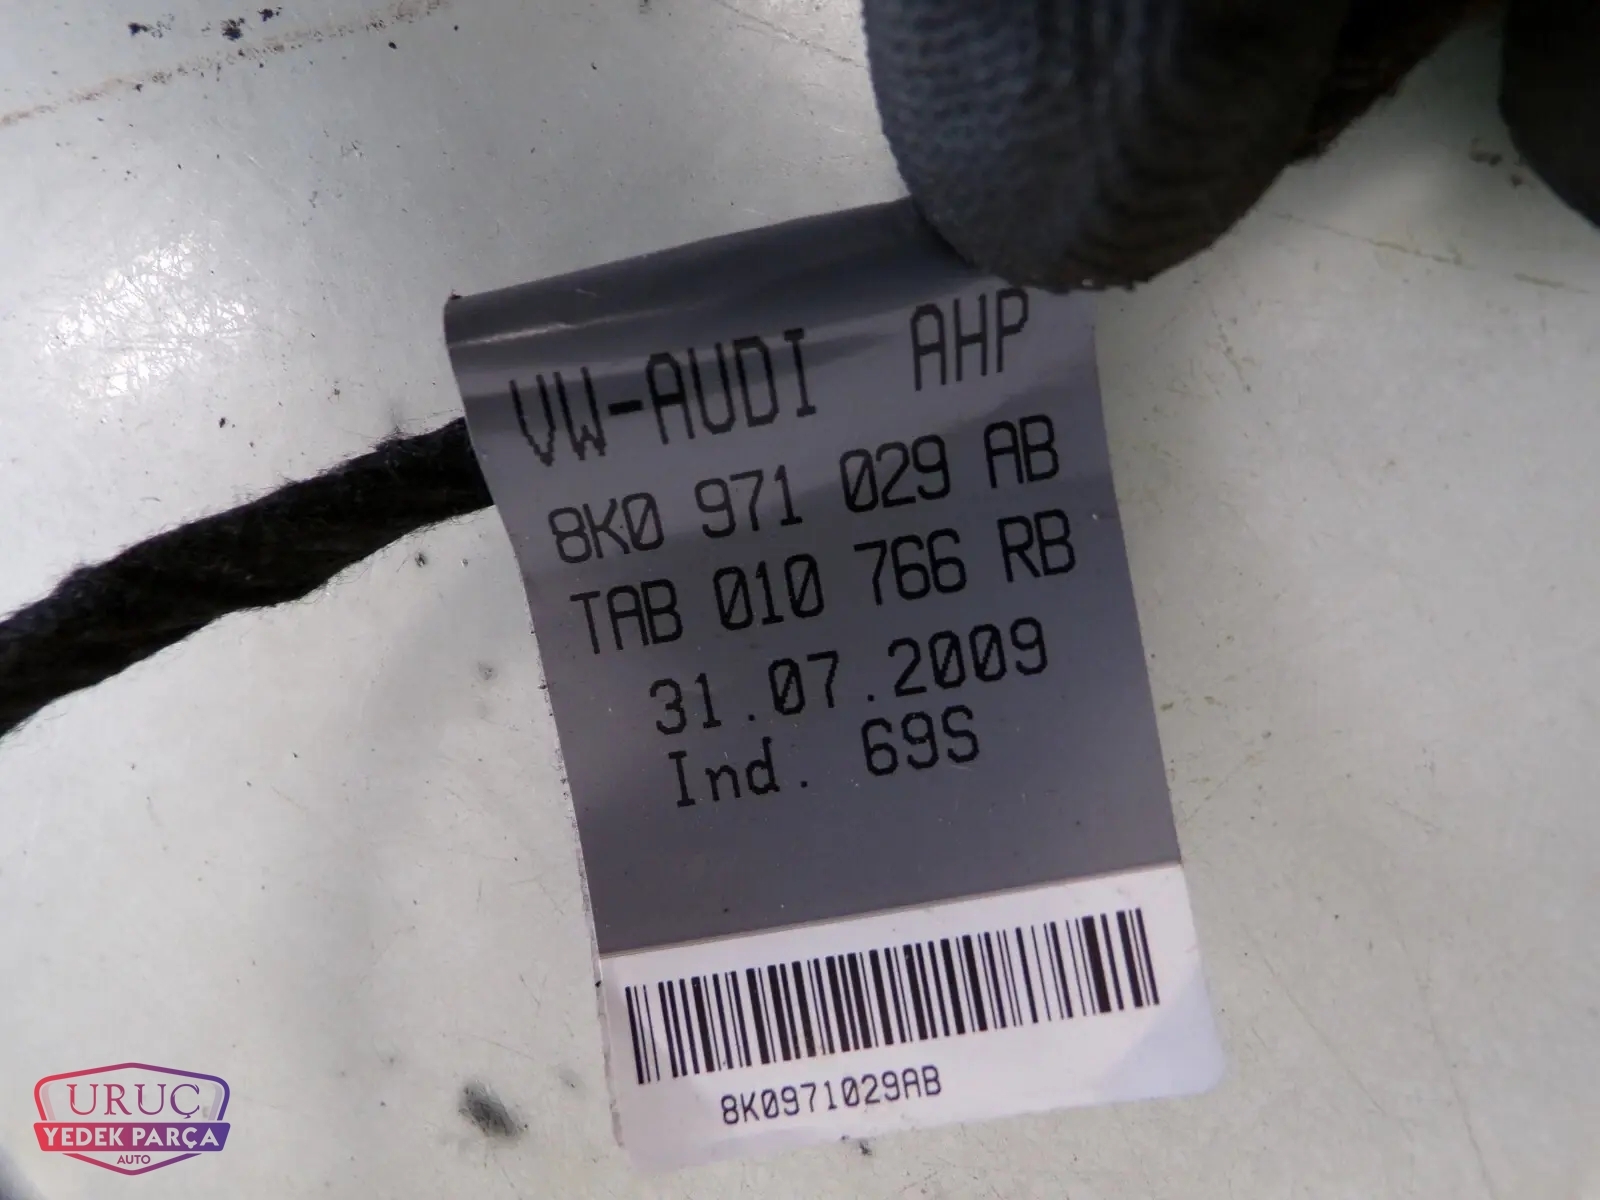 VW-AUDI AHP
8K0 971 029 AB
TAB 010 766 RB
31.07.2009
Ind. 69S
8K0971029AB
URUÇ
YEDEK PARÇA
AUTO